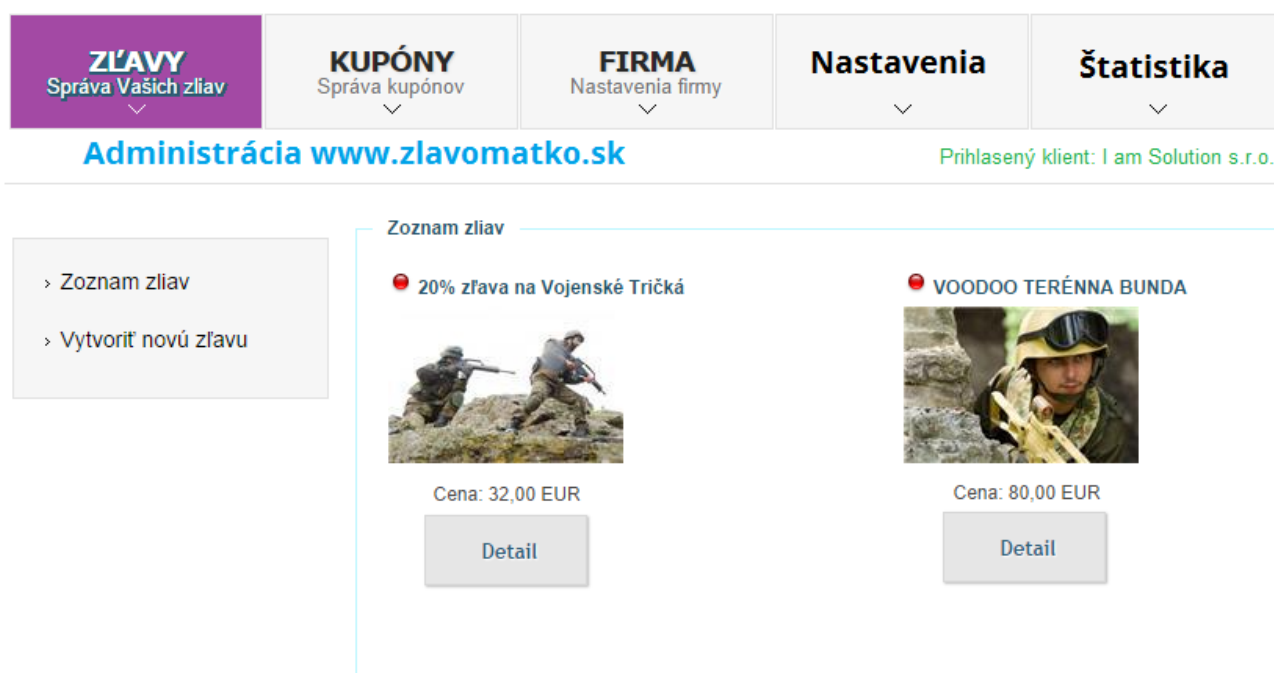 ZĽAVY
Správa Vašich zliav
KUPÓNY
Správa kupónov
FIRMA
Nastavenia firmy
Nastavenia
Štatistika
Administrácia www.zlavomatko.sk
Prihlasený klient: I am Solution s.r.o.
› Zoznam zliav
› Vytvoriť novú zľavu
Zoznam zliav
20% zľava na Vojenské Tričká
Cena: 32,00 EUR
Detail
VOODOO TERÉNNA BUNDA
Cena: 80,00 EUR
Detail